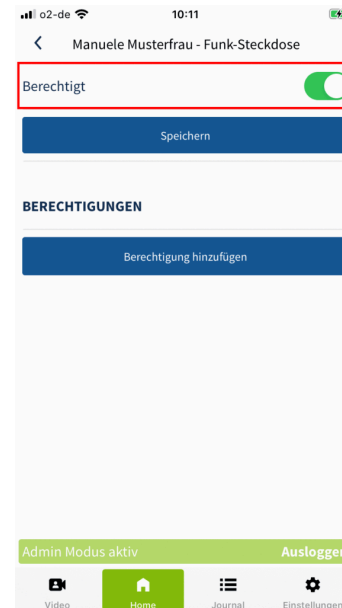 o2-de 10:11
Manuele Musterfrau - Funk-Steckdose
Berechtigt
Speichern
BERECHTIGUNGEN
Berechtigung hinzufügen
Admin Modus aktiv Ausloggen
Video Home Journal Einstellungen